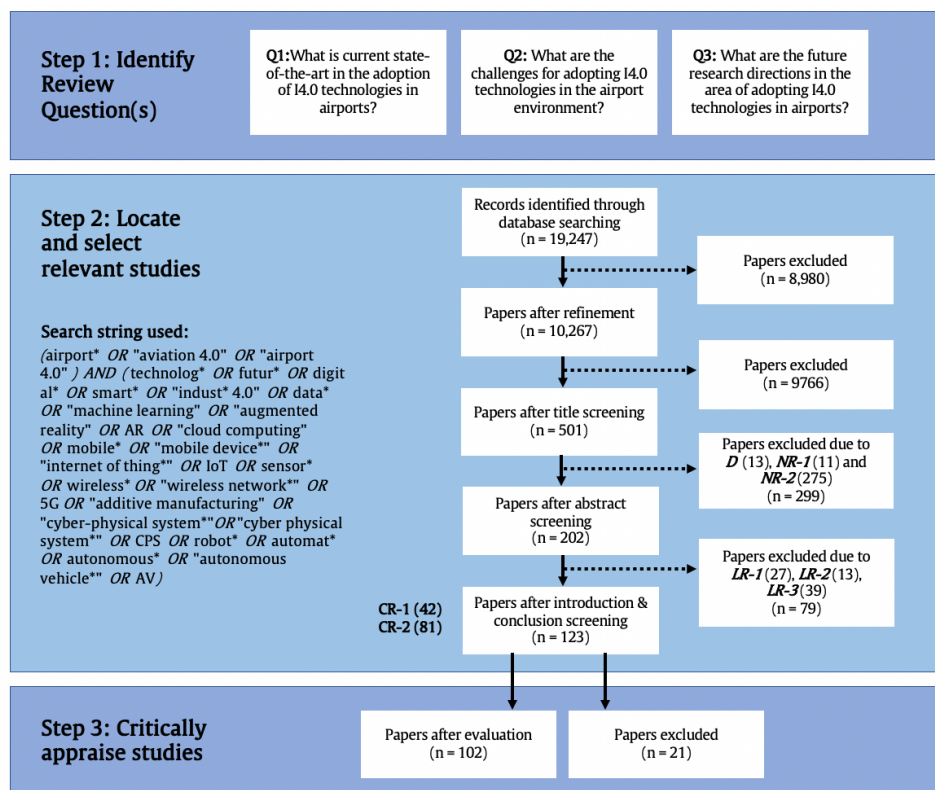 Step 1: Identify
Review
Question(s)
Q1:What is current state-
of-the-art in the adoption
of I4.0 technologies in
airports?
Q2: What are the
challenges for adopting I4.0
technologies in the airport
environment?
Q3: What are the future
research directions in the
area of adopting I4.0
technologies in airports?
Step 2: Locate
and select
relevant studies
Search string used:
(airport* OR "aviation 4.0" OR "airport
4.0" ) AND ( technolog* OR futur* OR digit
al* OR smart* OR "indust* 4.0" OR data*
OR "machine learning" OR "augmented
reality" OR AR OR "cloud computing"
OR mobile* OR "mobile device*" OR
"internet of thing*" OR IoT OR sensor*
OR wireless* OR "wireless network*" OR
5G OR "additive manufacturing" OR
"cyber-physical system*"OR"cyber physical
system*" OR CPS OR robot* OR automat*
OR autonomous* OR "autonomous
vehicle*" OR AV)
Records identified through
database searching
(n = 19,247)
Papers excluded
(n = 8,980)
Papers after refinement
(n = 10,267)
Papers excluded
(n = 9766)
Papers after title screening
(n = 501)
Papers excluded due to
D (13), NR-1 (11) and
NR-2 (275)
(n = 299)
Papers after abstract
screening
(n = 202)
Papers excluded due to
LR-1 (27), LR-2 (13),
LR-3 (39)
(n = 79)
CR-1 (42)
CR-2 (81)
Papers after introduction &
conclusion screening
(n = 123)
Step 3: Critically
appraise studies
Papers after evaluation
(n = 102)
Papers excluded
(n = 21)